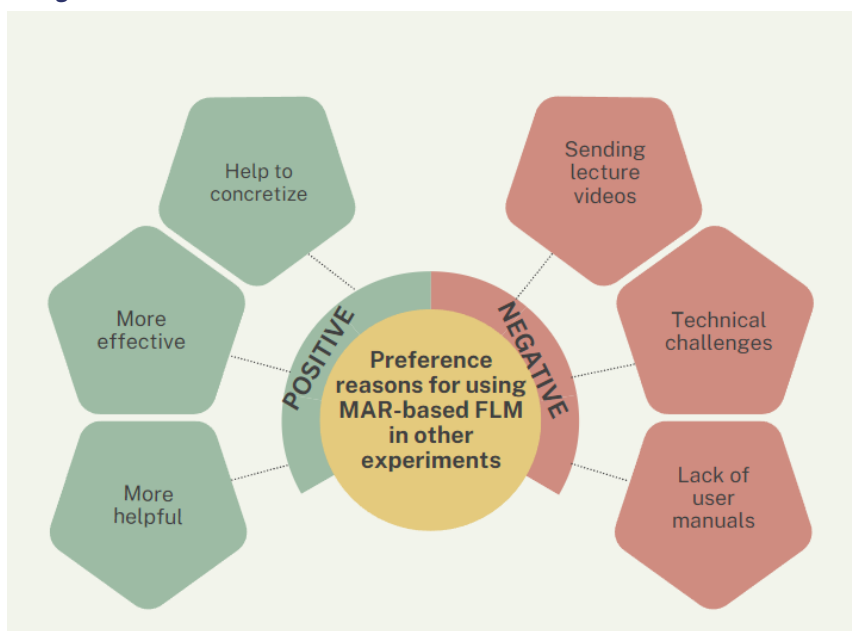 Help to
concretize
More
effective
More
helpful
POSITIVE
Preference
reasons for using
MAR-based FLM
in other
experiments
NEGATIVE
Sending
lecture
videos
Technical
challenges
Lack of
user
manuals